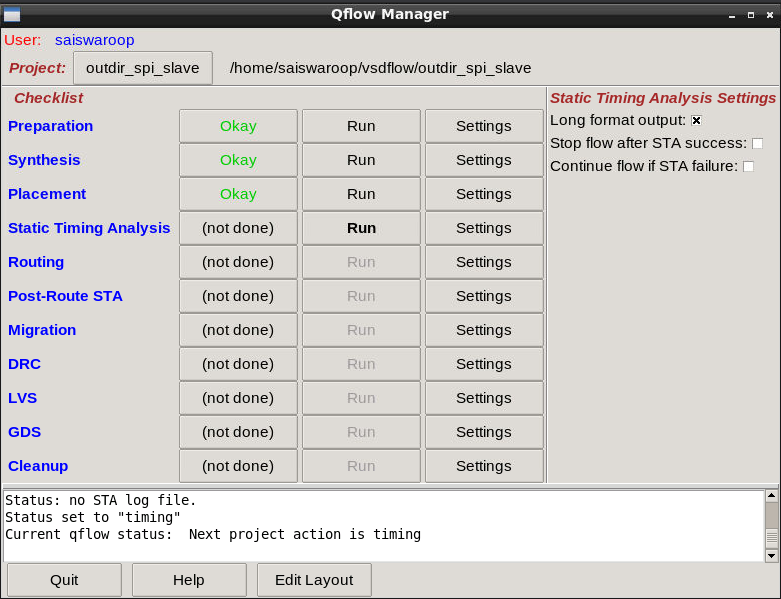 Qflow Manager
User: saiswaroop
Project: outdir_spi_slave /home/saiswaroop/vsdflow/outdir_spi_slave
Checklist
Preparation Okay Run Settings
Synthesis Okay Run Settings
Placement Okay Run Settings
Static Timing Analysis (not done) Run Settings
Routing (not done) Run Settings
Post-Route STA (not done) Run Settings
Migration (not done) Run Settings
DRC (not done) Run Settings
LVS (not done) Run Settings
GDS (not done) Run Settings
Cleanup (not done) Run Settings
Static Timing Analysis Settings
Long format output:
Stop flow after STA success:
Continue flow if STA failure:
Status: no STA log file.
Status set to "timing"
Current qflow status:  Next project action is timing
Quit Help Edit Layout